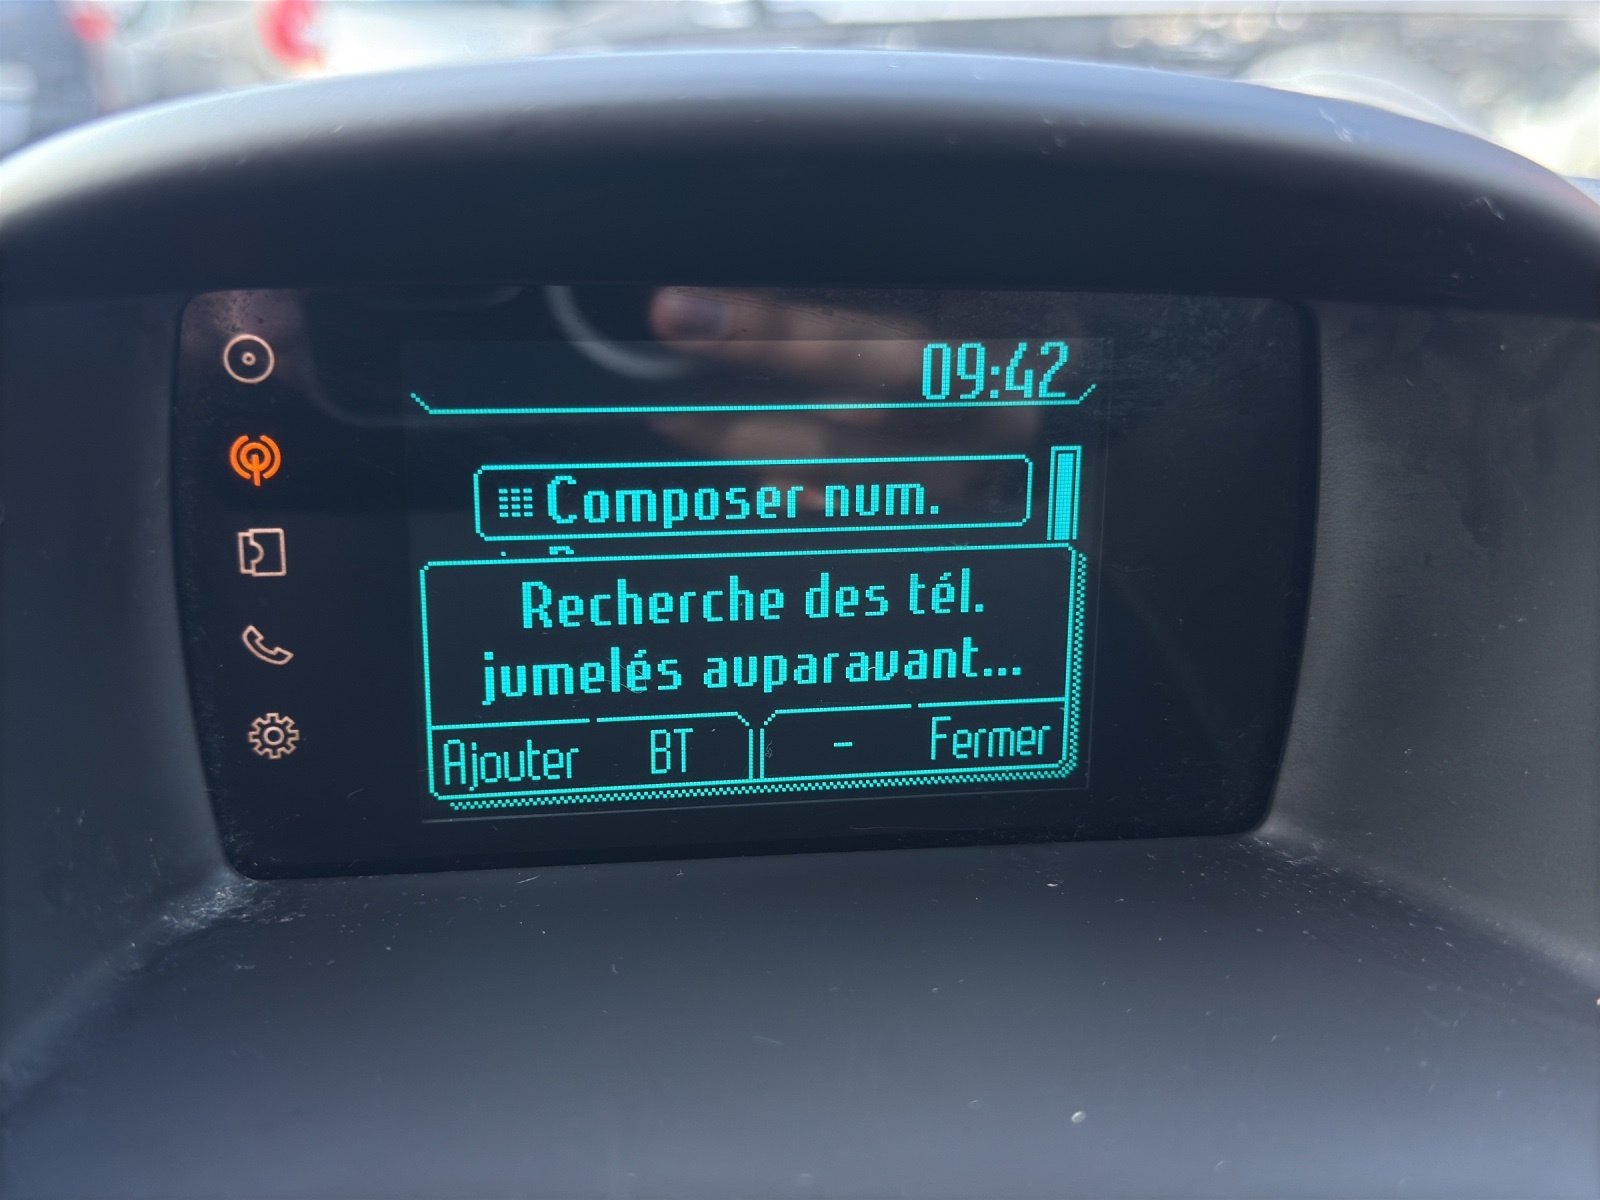 09:42
Composer num.
Recherche des tél.
jumelés auparavant...
Ajouter BT - Fermer